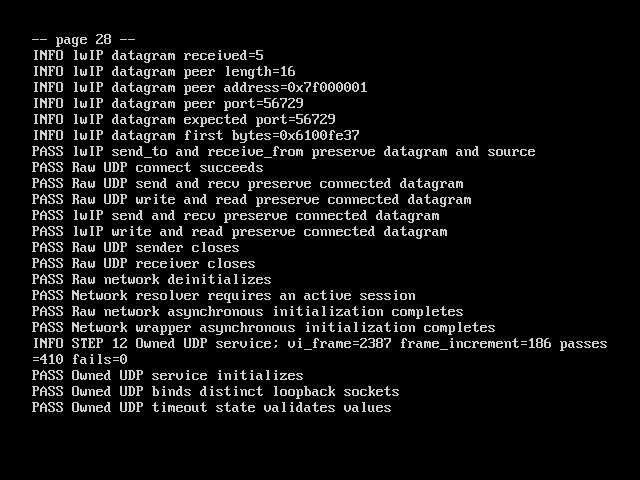 -- page 28 --
INFO lwIP datagram received=5
INFO lwIP datagram peer length=16
INFO lwIP datagram peer address=0x7f000001
INFO lwIP datagram peer port=56729
INFO lwIP datagram expected port=56729
INFO lwIP datagram first bytes=0x6100fe37
PASS lwIP send_to and receive_from preserve datagram and source
PASS Raw UDP connect succeeds
PASS Raw UDP send and recv preserve connected datagram
PASS Raw UDP write and read preserve connected datagram
PASS lwIP send and recv preserve connected datagram
PASS lwIP write and read preserve connected datagram
PASS Raw UDP sender closes
PASS Raw UDP receiver closes
PASS Raw network deinitializes
PASS Network resolver requires an active session
PASS Raw network asynchronous initialization completes
PASS Network wrapper asynchronous initialization completes
INFO STEP 12 Owned UDP service; vi_frame=2387 frame_increment=186 passes
=410 fails=0
PASS Owned UDP service initializes
PASS Owned UDP binds distinct loopback sockets
PASS Owned UDP timeout state validates values